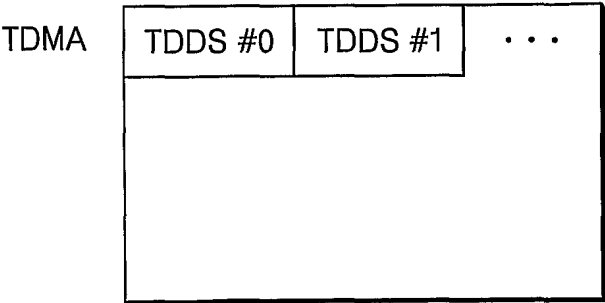 TDMA TDDS #0 TDDS #1 . . .